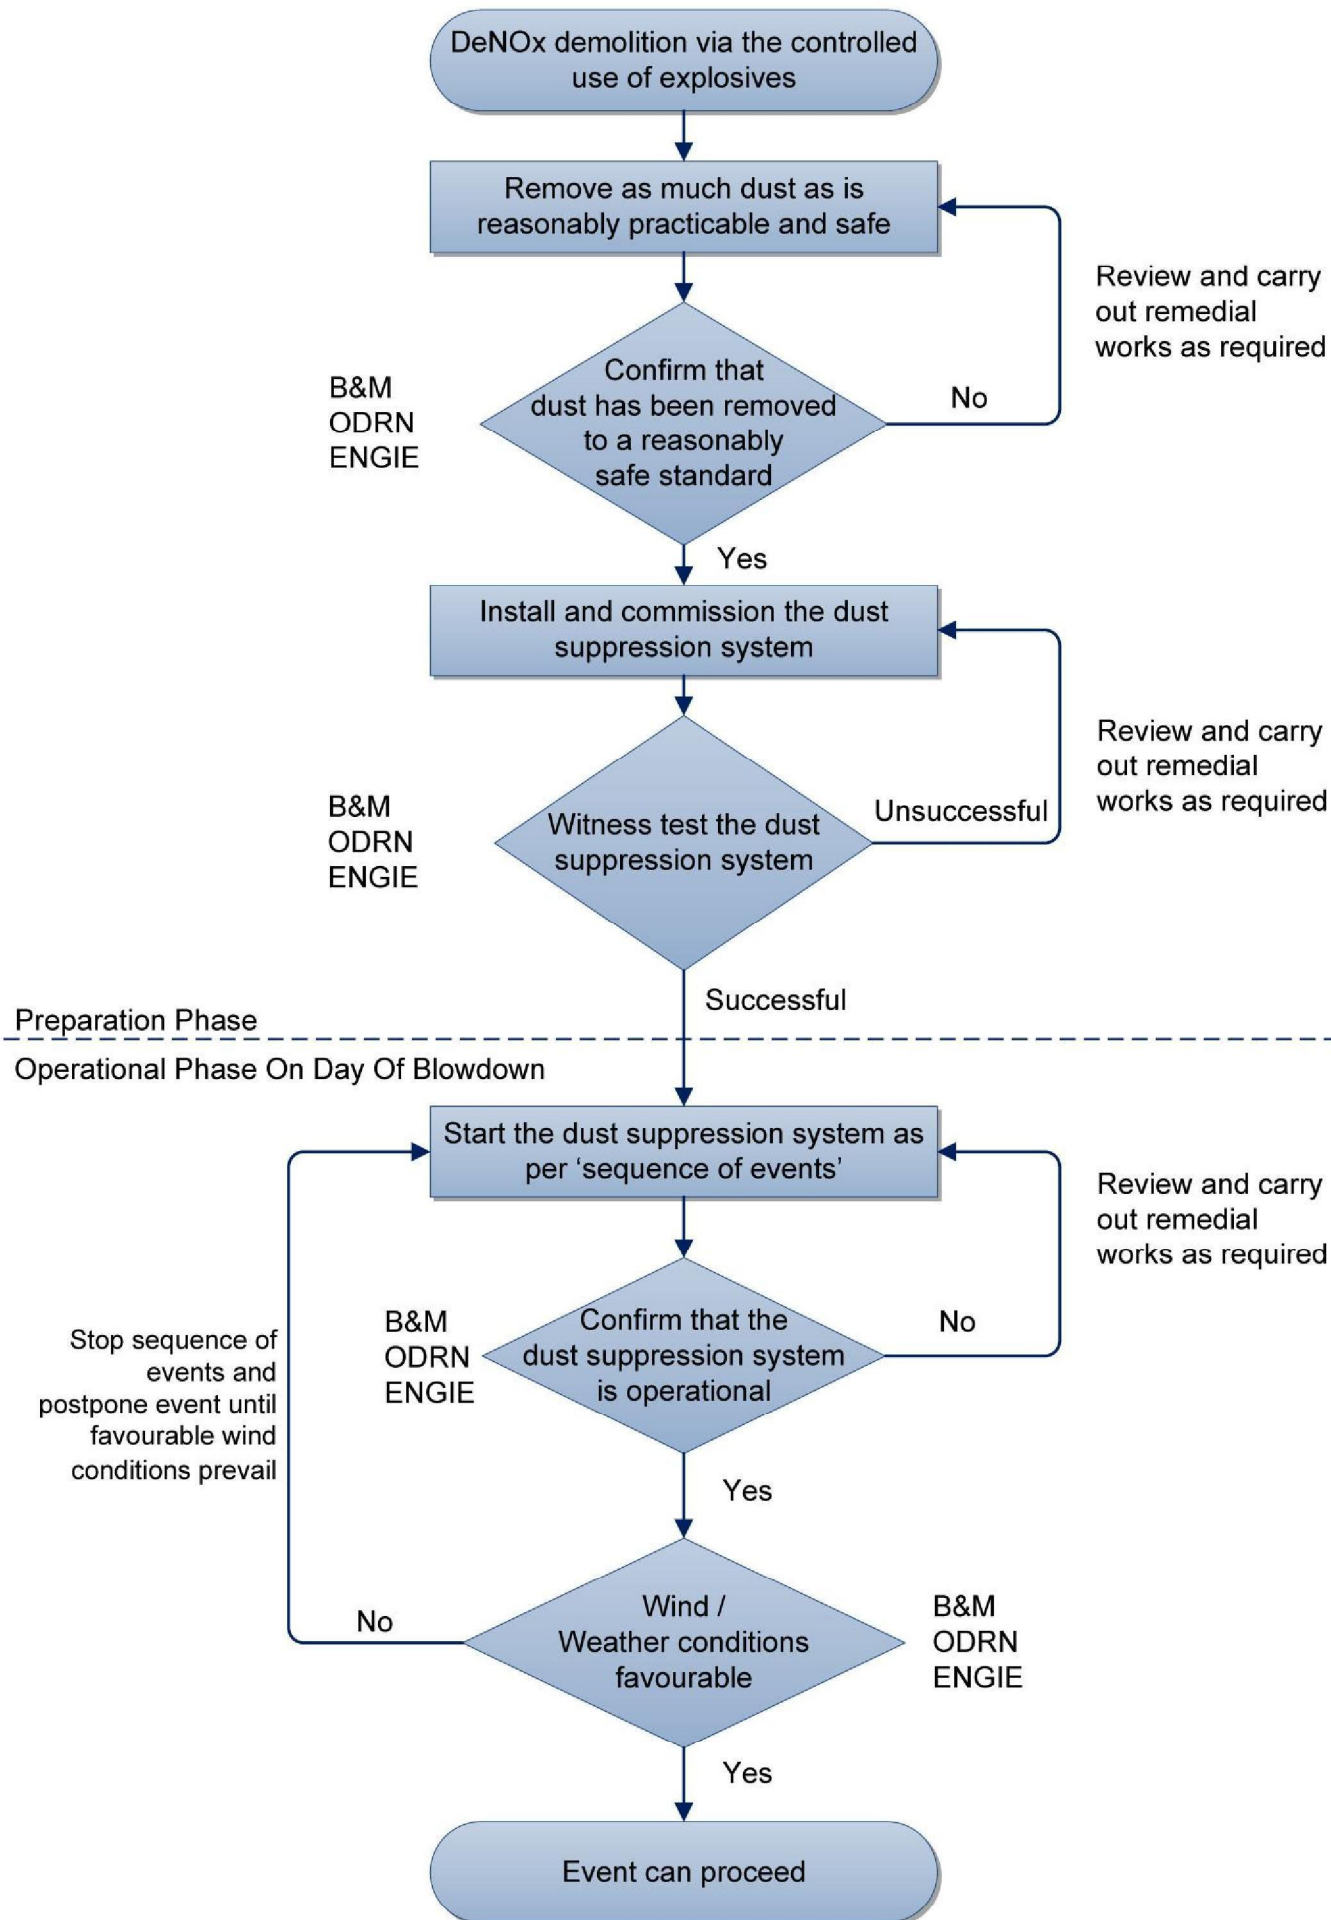 DeNOx demolition via the controlled
use of explosives
Remove as much dust as is
reasonably practicable and safe
Review and carry
out remedial
works as required
Confirm that
dust has been removed
to a reasonably
safe standard
B&M
ODRN
ENGIE
No
Yes
Install and commission the dust
suppression system
Review and carry
out remedial
works as required
B&M
ODRN
ENGIE
Witness test the dust
suppression system
Unsuccessful
Successful
Preparation Phase
Operational Phase On Day Of Blowdown
Start the dust suppression system as
per ‘sequence of events’
Review and carry
out remedial
works as required
B&M
ODRN
ENGIE
Confirm that the
dust suppression system
is operational
No
Stop sequence of
events and
postpone event until
favourable wind
conditions prevail
Yes
No
Wind /
Weather conditions
favourable
B&M
ODRN
ENGIE
Yes
Event can proceed